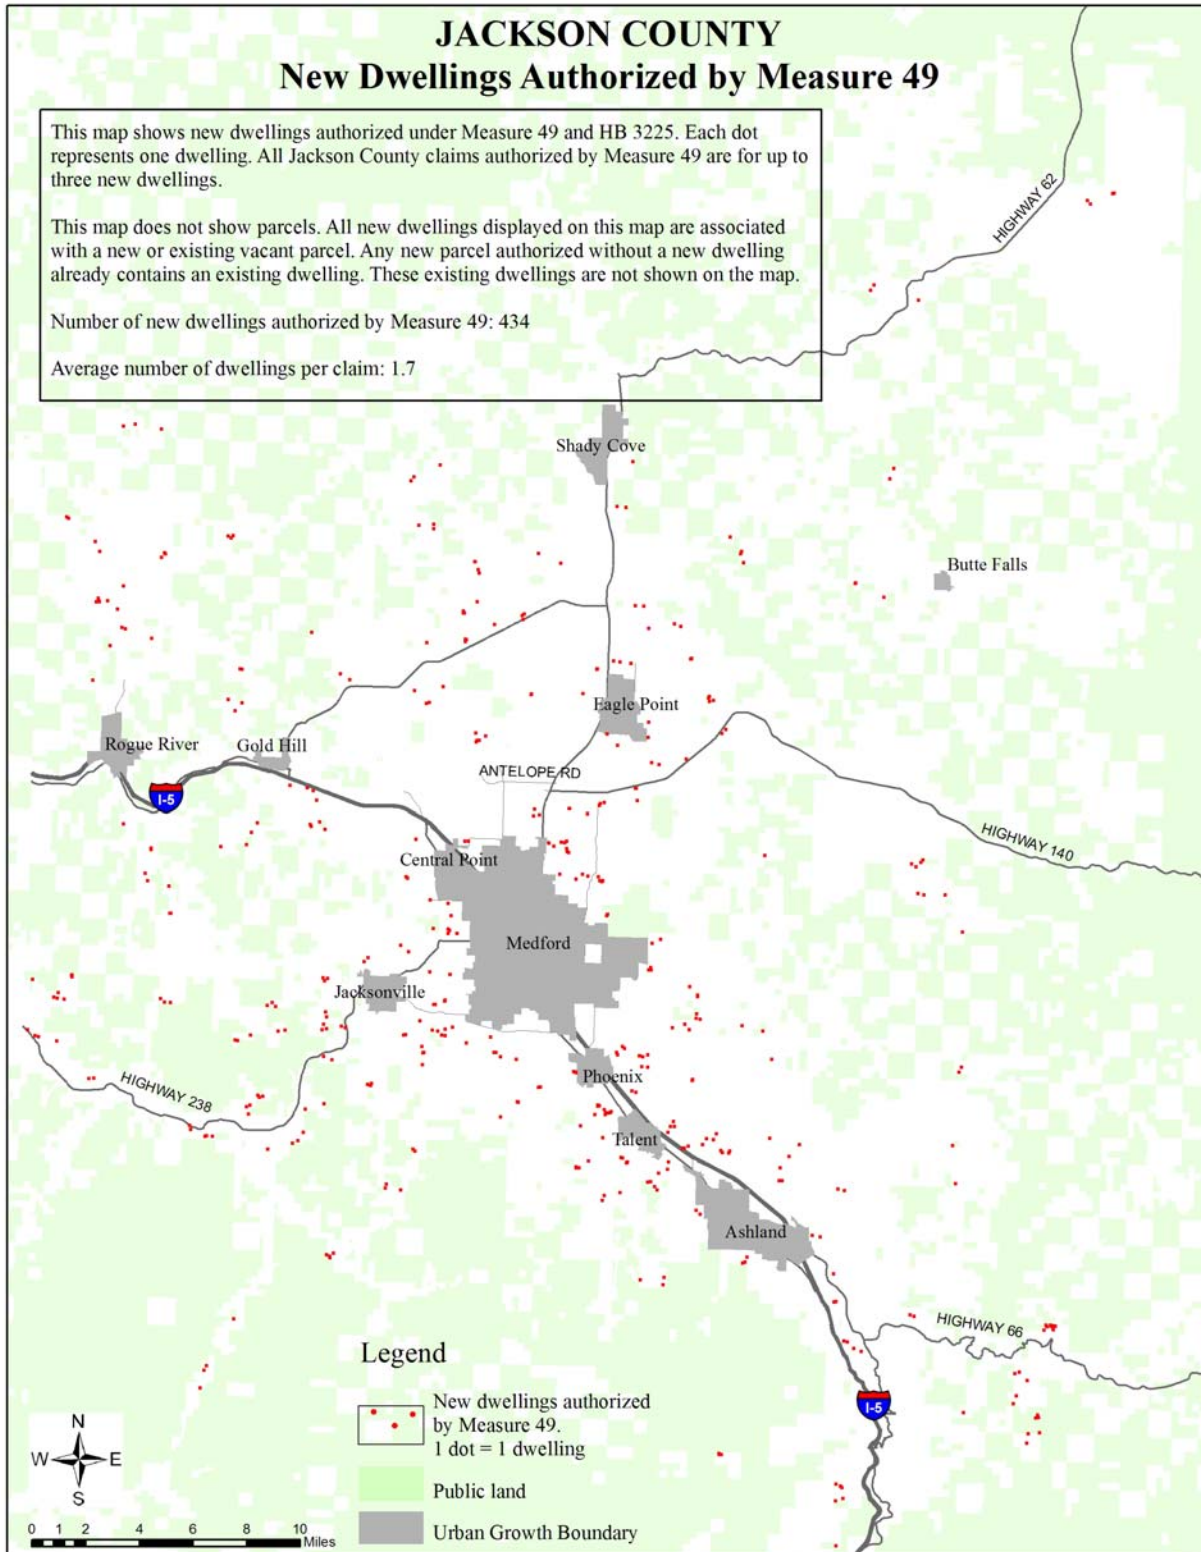 JACKSON COUNTY
New Dwellings Authorized by Measure 49
This map shows new dwellings authorized under Measure 49 and HB 3225. Each dot
represents one dwelling. All Jackson County claims authorized by Measure 49 are for up to
three new dwellings.
This map does not show parcels. All new dwellings displayed on this map are associated
with a new or existing vacant parcel. Any new parcel authorized without a new dwelling
already contains an existing dwelling. These existing dwellings are not shown on the map.
Number of new dwellings authorized by Measure 49: 434
Average number of dwellings per claim: 1.7
HIGHWAY 62
Shady Cove
Butte Falls
Eagle Point
Rogue River
Gold Hill
ANTELOPE RD
I-5
HIGHWAY 140
Central Point
Medford
Jacksonville
Phoenix
HIGHWAY 238
Talent
Ashland
HIGHWAY 66
I-5
Legend
New dwellings authorized
by Measure 49.
1 dot = 1 dwelling
Public land
Urban Growth Boundary
N
W E
S
0 1 2 4 6 8 10
Miles